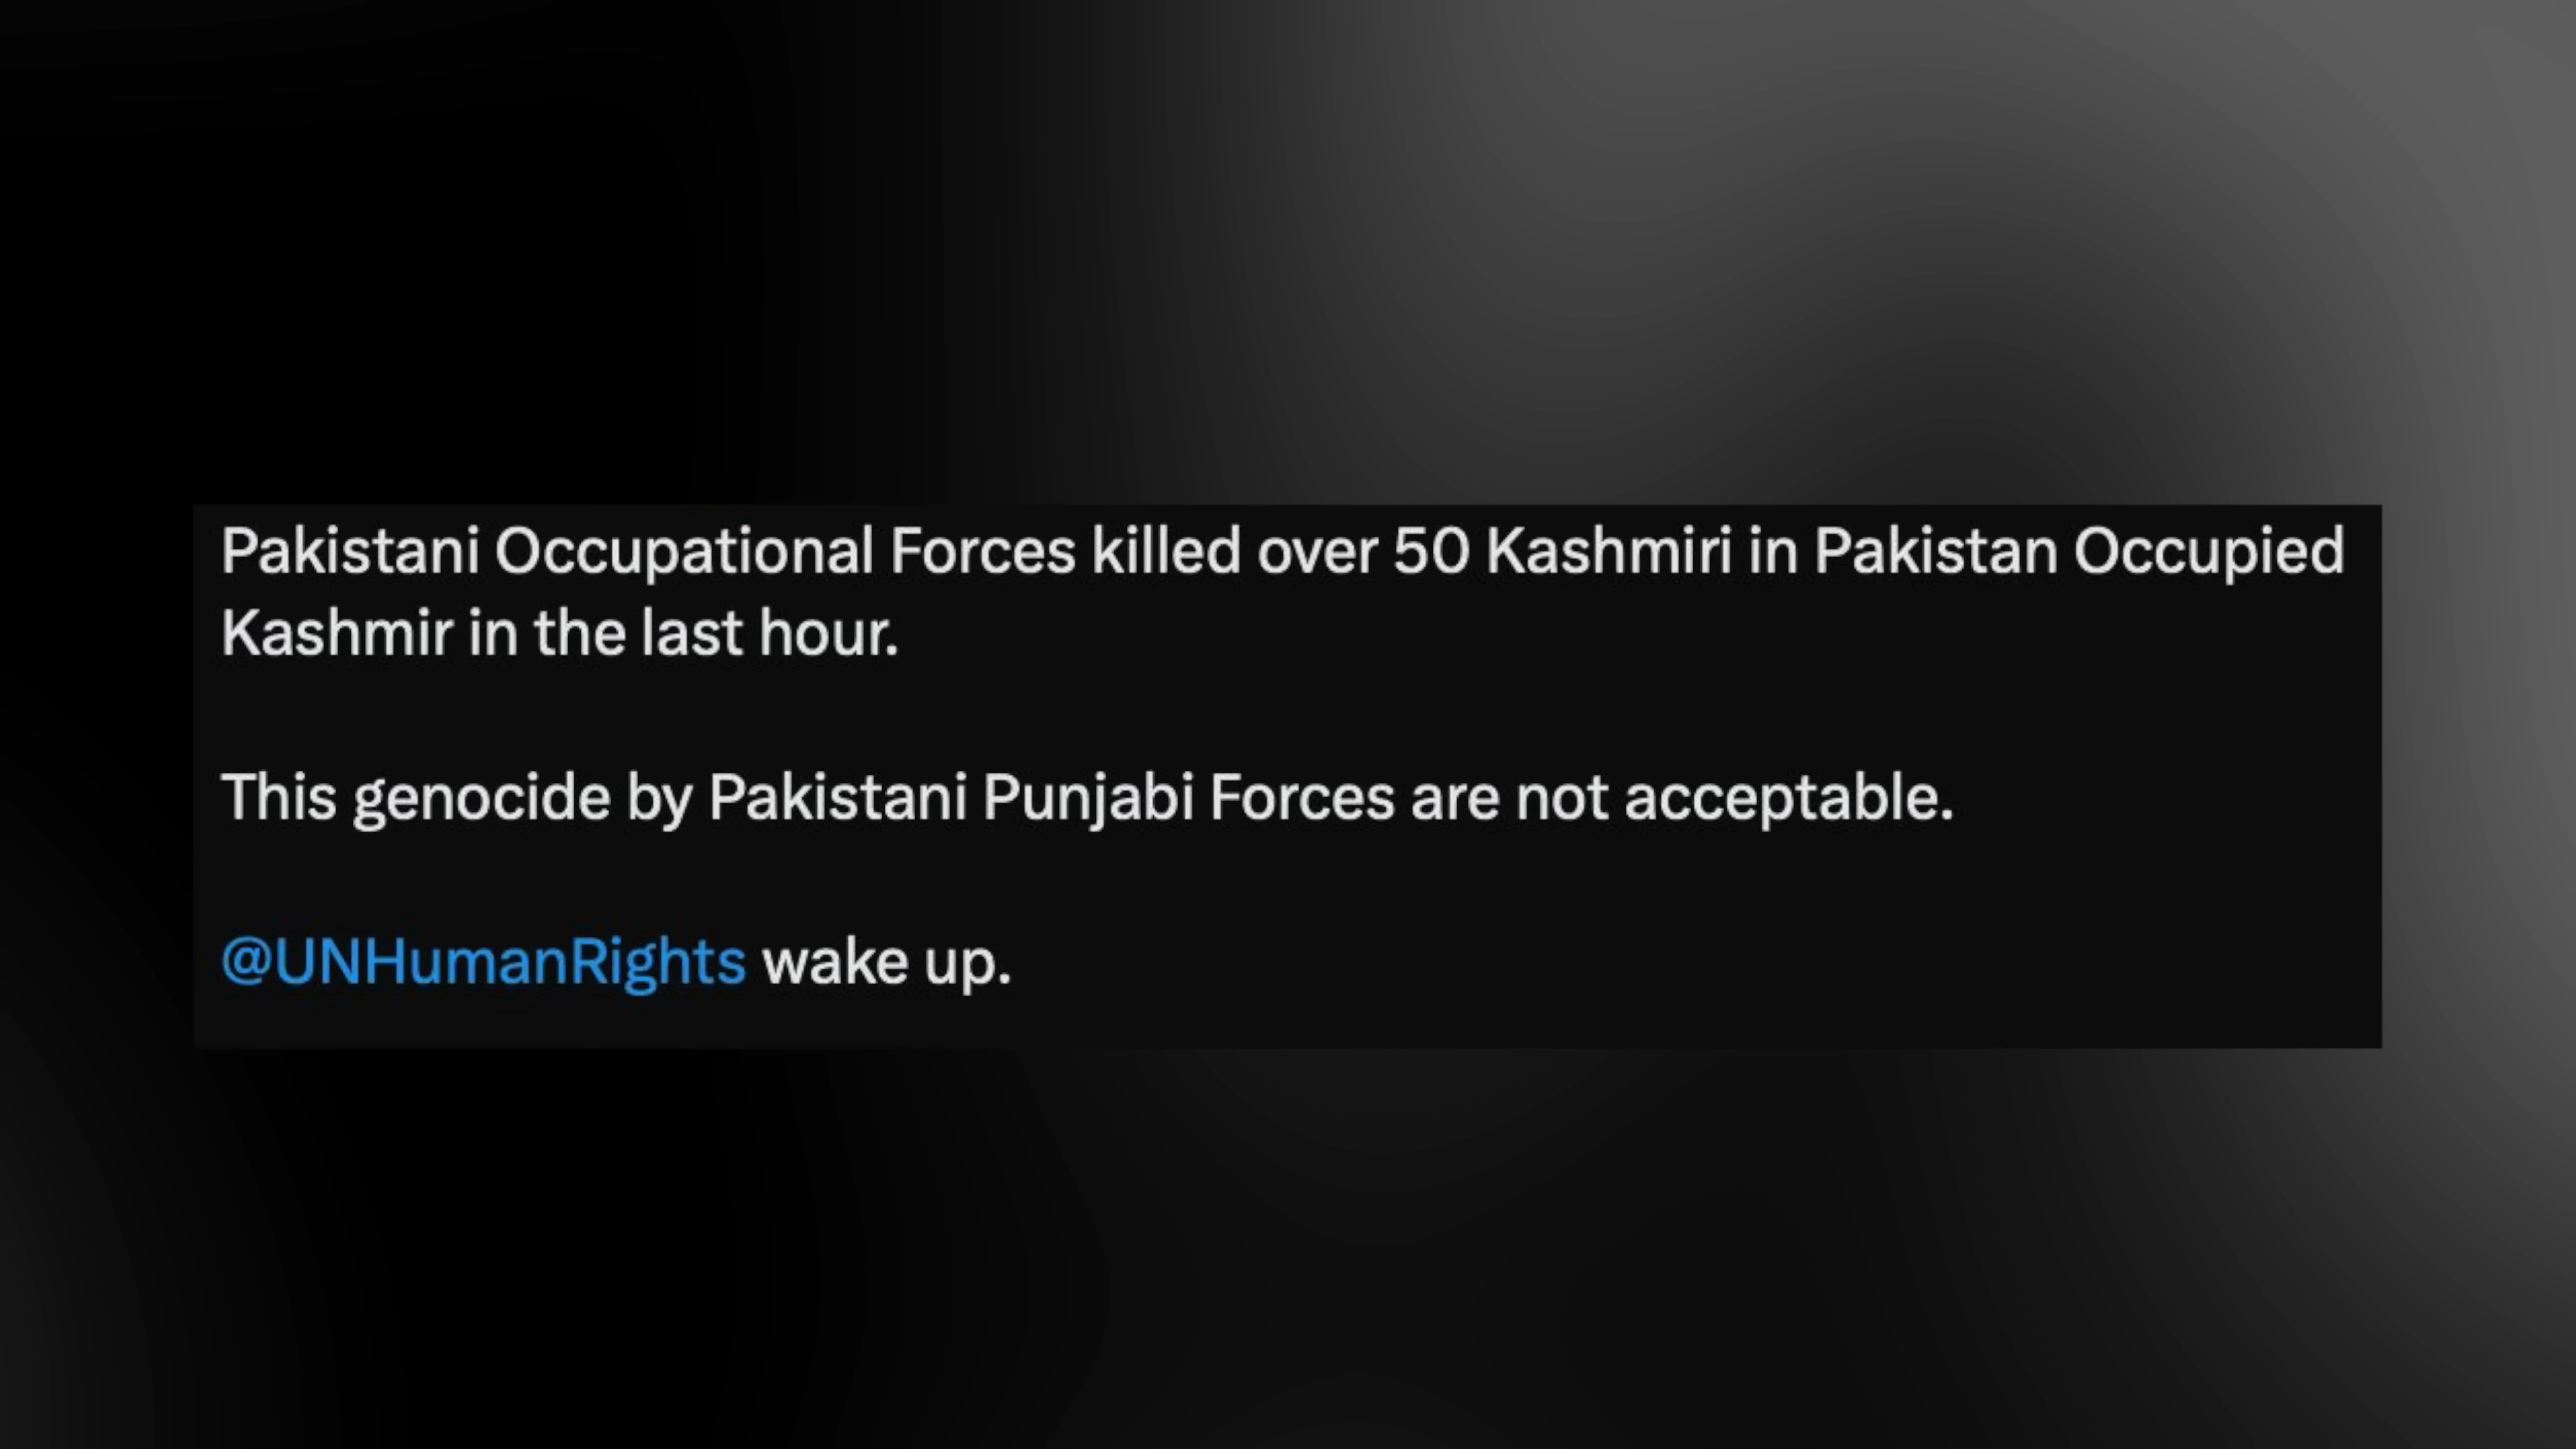 Pakistani Occupational Forces killed over 50 Kashmiri in Pakistan Occupied
Kashmir in the last hour.
This genocide by Pakistani Punjabi Forces are not acceptable.
@UNHumanRights wake up.